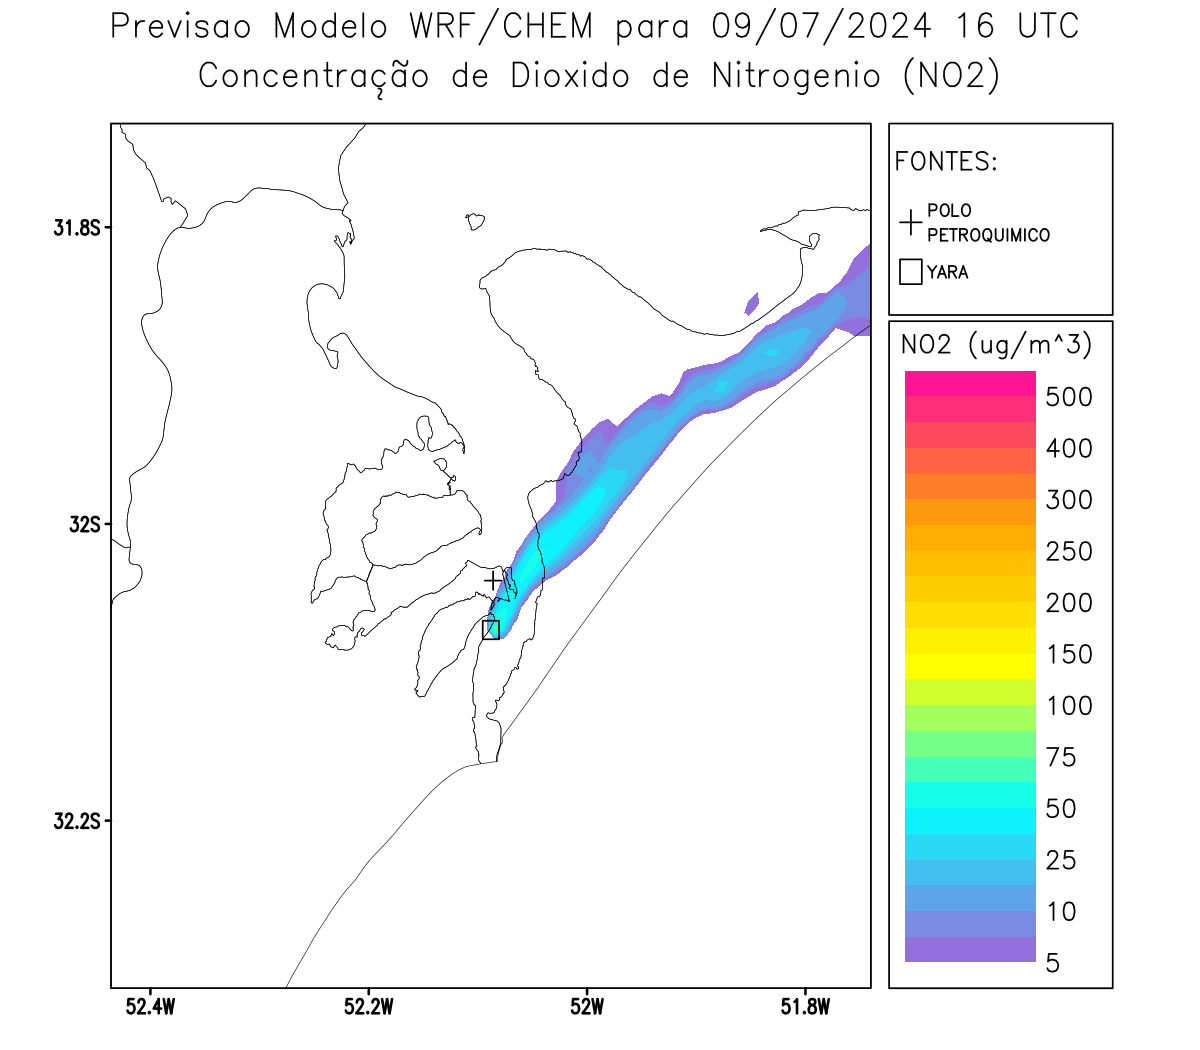 Previsao Modelo WRF/CHEM para 09/07/2024 16 UTC
Concentração de Dioxido de Nitrogenio (NO2)
FONTES:
POLO
PETROQUIMICO
YARA
31.8S
32S
32.2S
52.4W
52.2W
52W
51.8W
NO2 (ug/m^3)
500
400
300
250
200
150
100
75
50
25
10
5